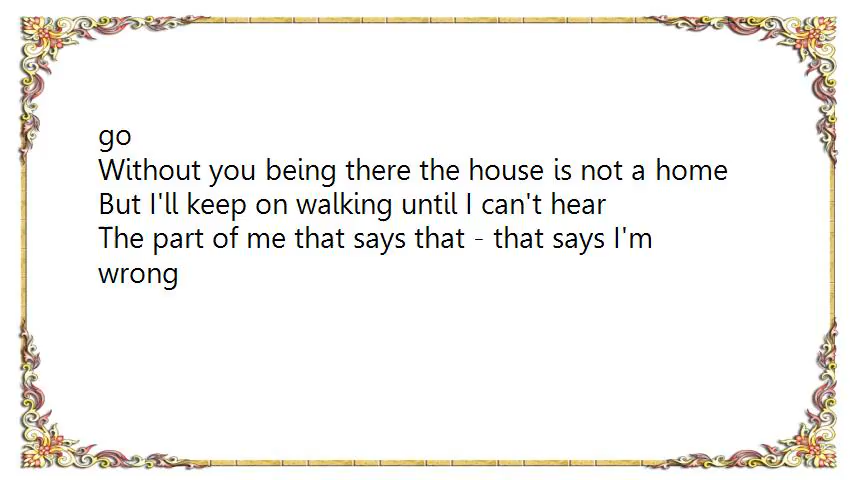 go
Without you being there the house is not a home
But I'll keep on walking until I can't hear
The part of me that says that - that says I'm
wrong